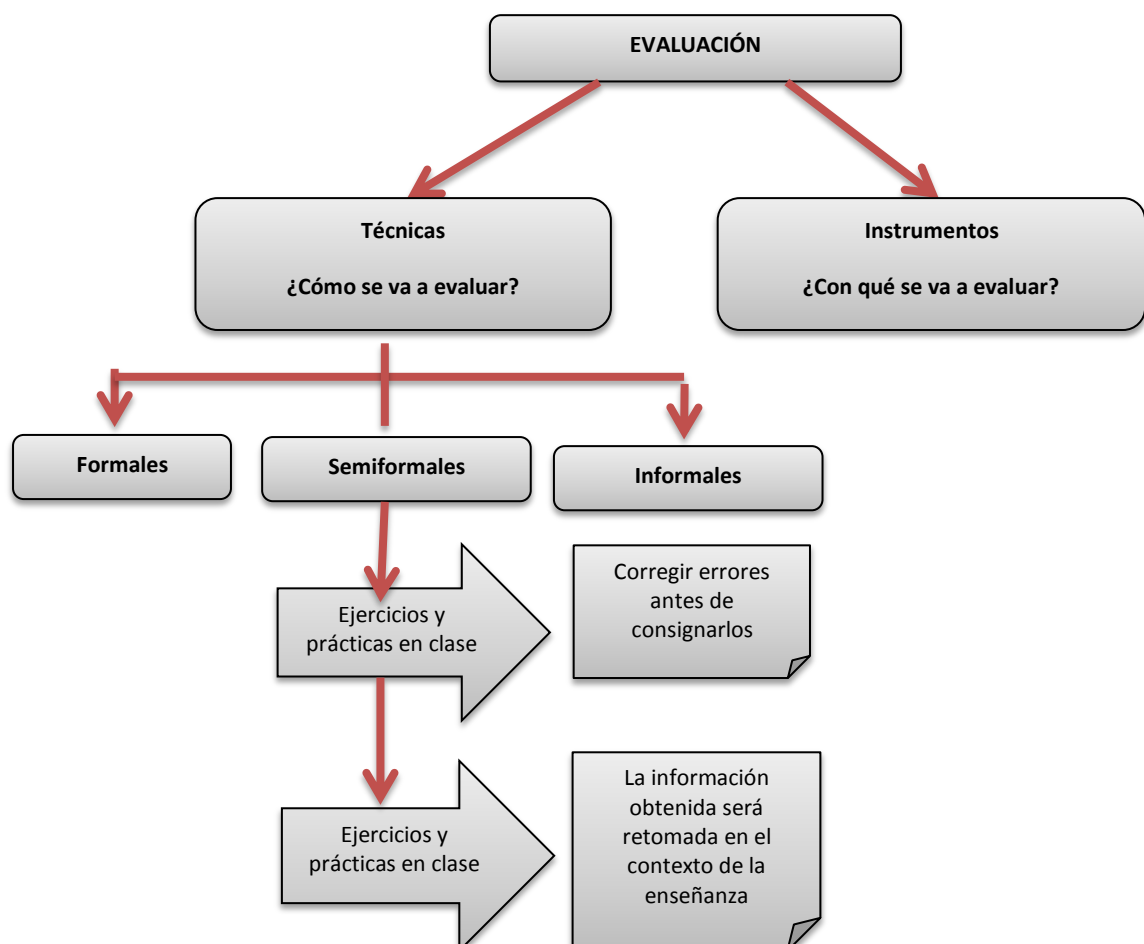 EVALUACIÓN
Técnicas
¿Cómo se va a evaluar?
Instrumentos
¿Con qué se va a evaluar?
Formales
Semiformales
Informales
Ejercicios y
prácticas en clase
Corregir errores
antes de
consignarlos
Ejercicios y
prácticas en clase
La información
obtenida será
retomada en el
contexto de la
enseñanza